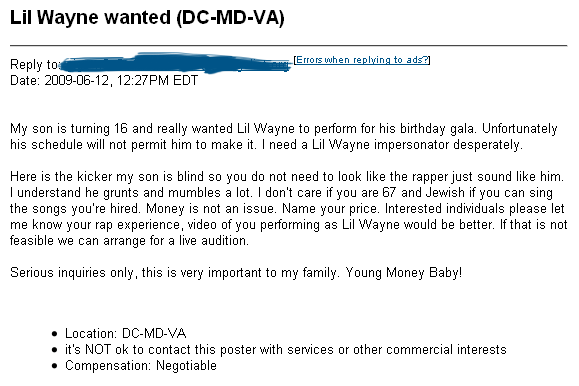 Lil Wayne wanted (DC-MD-VA)
Reply to [Errors when replying to ads?]
Date: 2009-06-12, 12:27PM EDT
My son is turning 16 and really wanted Lil Wayne to perform for his birthday gala. Unfortunately
his schedule will not permit him to make it. I need a Lil Wayne impersonator desperately.
Here is the kicker my son is blind so you do not need to look like the rapper just sound like him.
I understand he grunts and mumbles a lot. I don't care if you are 67 and Jewish if you can sing
the songs you're hired. Money is not an issue. Name your price. Interested individuals please let
me know your rap experience, video of you performing as Lil Wayne would be better. If that is not
feasible we can arrange for a live audition.
Serious inquiries only, this is very important to my family. Young Money Baby!
• Location: DC-MD-VA
• it's NOT ok to contact this poster with services or other commercial interests
• Compensation: Negotiable